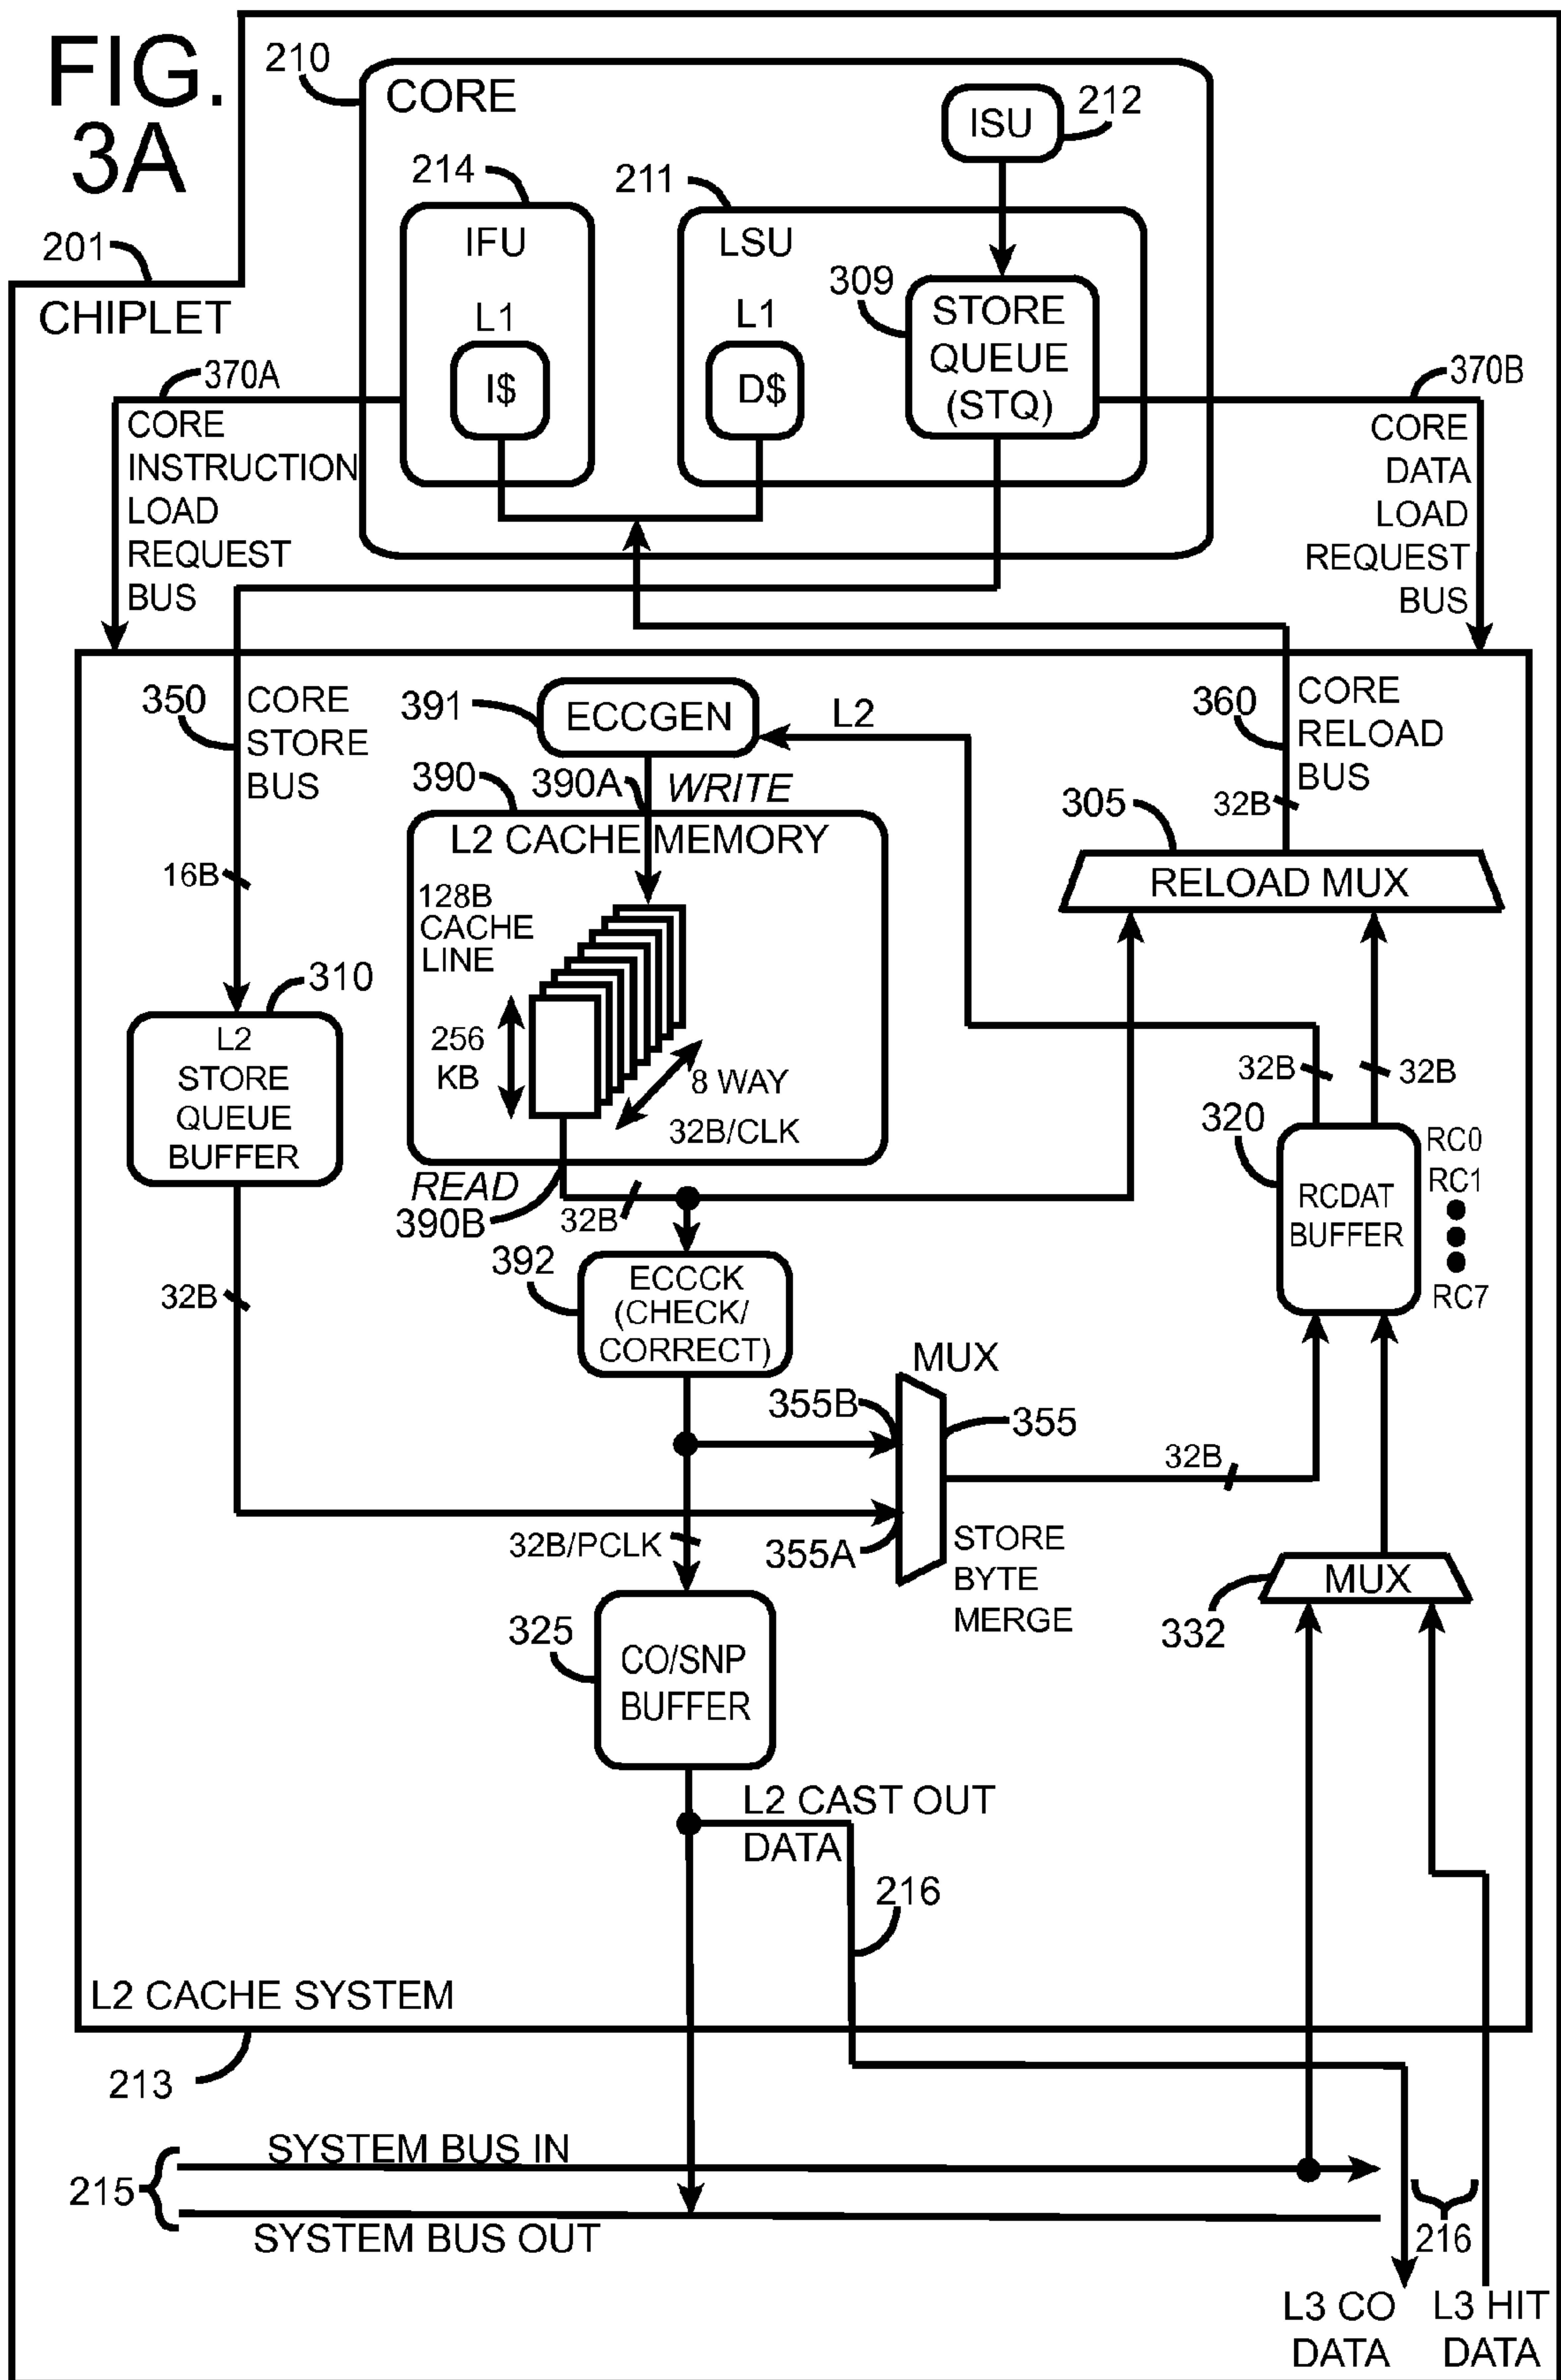 FIG.
3A
210
CORE
ISU
212
214
211
IFU
LSU
201
CHIPLET
309
STORE
QUEUE
(STQ)
L1
I$
L1
D$
370A
CORE
INSTRUCTION
LOAD
REQUEST
BUS
370B
CORE
DATA
LOAD
REQUEST
BUS
350
CORE
STORE
BUS
391
ECCGEN
L2
360
CORE
RELOAD
BUS
390
390A
WRITE
32B
305
L2 CACHE MEMORY
RELOAD MUX
16B
128B
CACHE
LINE
310
L2
STORE
QUEUE
BUFFER
256
KB
8 WAY
32B/CLK
32B
32B
320
RCDAT
BUFFER
RC0
RC1
RC7
READ
390B
32B
392
ECCCK
(CHECK/
CORRECT)
32B
MUX
355B
355
32B
32B/PCLK
355A
STORE
BYTE
MERGE
MUX
332
325
CO/SNP
BUFFER
L2 CAST OUT
DATA
216
L2 CACHE SYSTEM
213
SYSTEM BUS IN
215
SYSTEM BUS OUT
216
L3 CO
DATA
L3 HIT
DATA